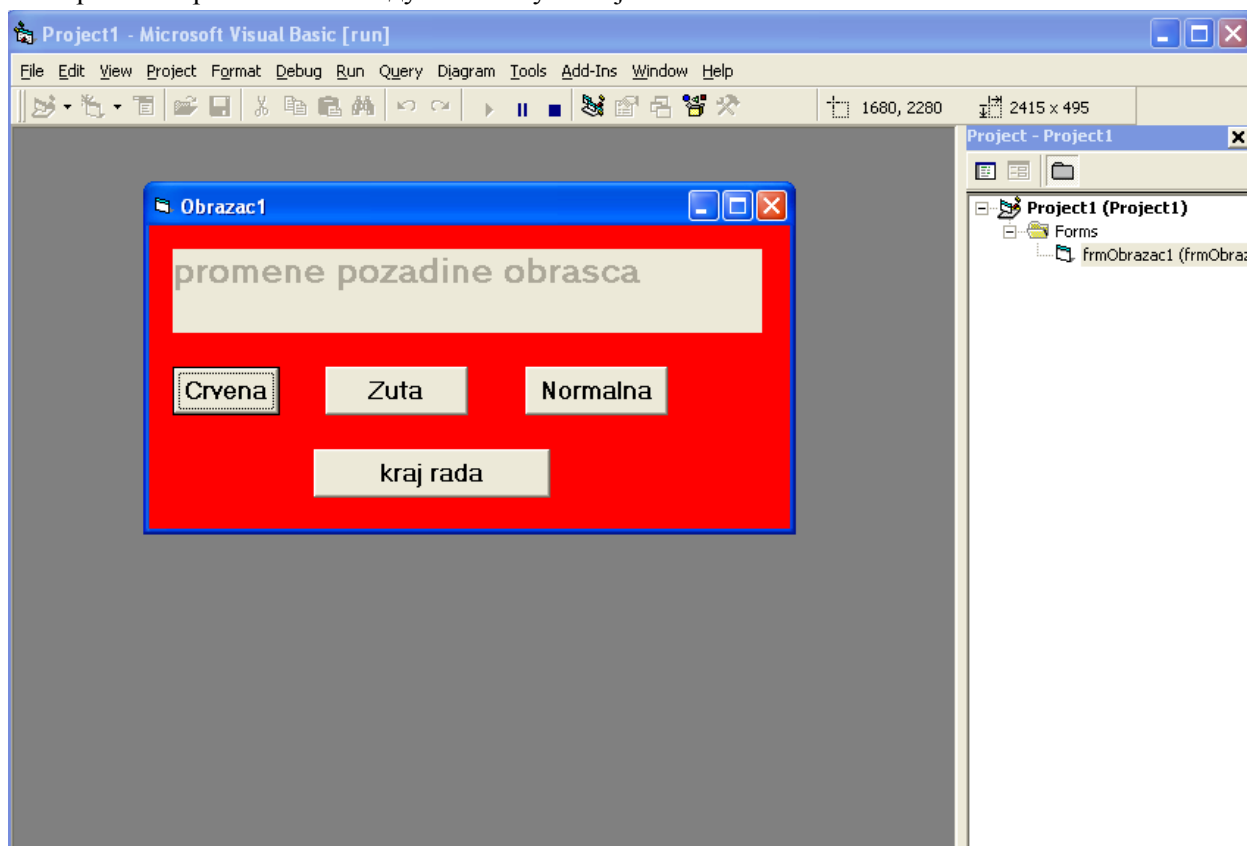 Project1 - Microsoft Visual Basic [run]
File Edit View Project Format Debug Run Query Diagram Tools Add-Ins Window Help
1680, 2280 2415 x 495
Project - Project1
Project1 (Project1)
Forms
frmObrazac1 (frmObraz
Obrazac1
promene pozadine obrasca
Crvena Zuta Normalna
kraj rada